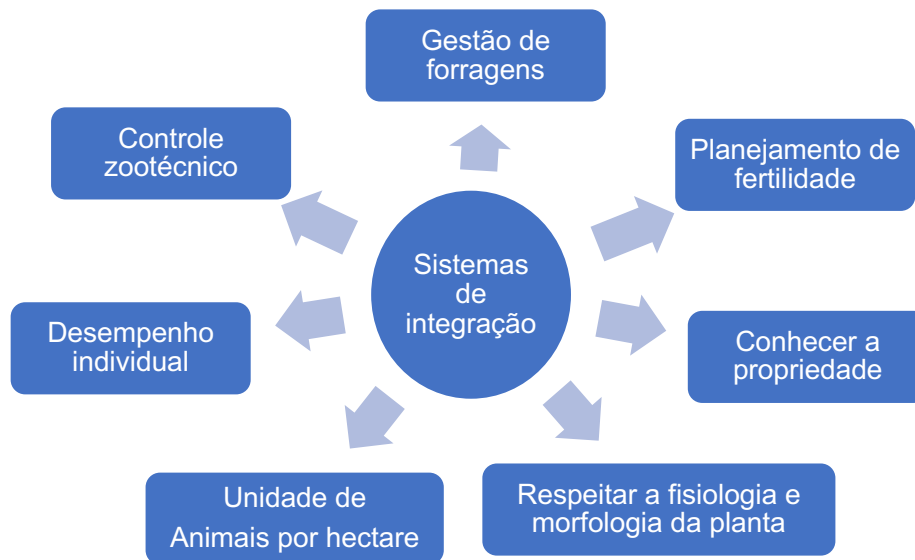 Gestão de
forragens
Controle
zootécnico
Planejamento de
fertilidade
Sistemas
de
integração
Desempenho
individual
Conhecer a
propriedade
Unidade de
Animais por hectare
Respeitar a fisiologia e
morfologia da planta